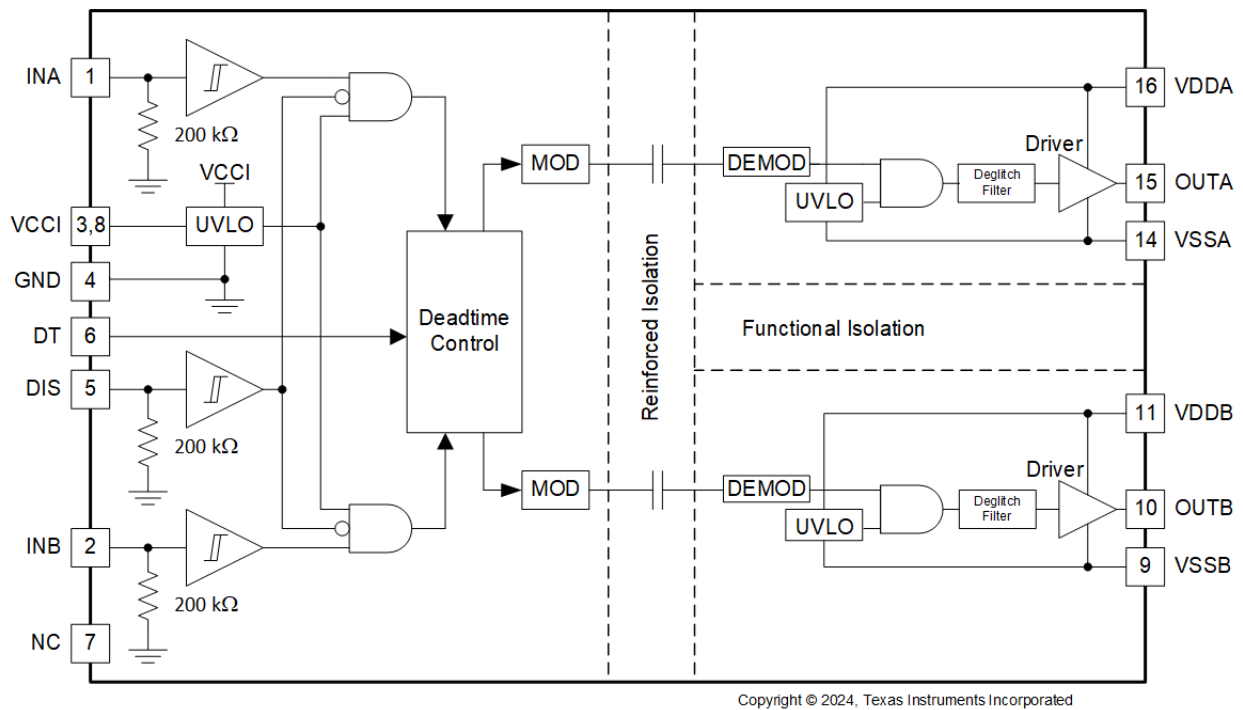 INA 1
200 kΩ
VCCI
VCCI 3,8
UVLO
GND 4
DT 6
DIS 5
200 kΩ
INB 2
200 kΩ
NC 7
Deadtime
Control
MOD
MOD
Reinforced Isolation
DEMOD
UVLO
Deglitch
Filter
Driver
16 VDDA
15 OUTA
14 VSSA
Functional Isolation
DEMOD
UVLO
Deglitch
Filter
Driver
11 VDDB
10 OUTB
9 VSSB
Copyright © 2024, Texas Instruments Incorporated